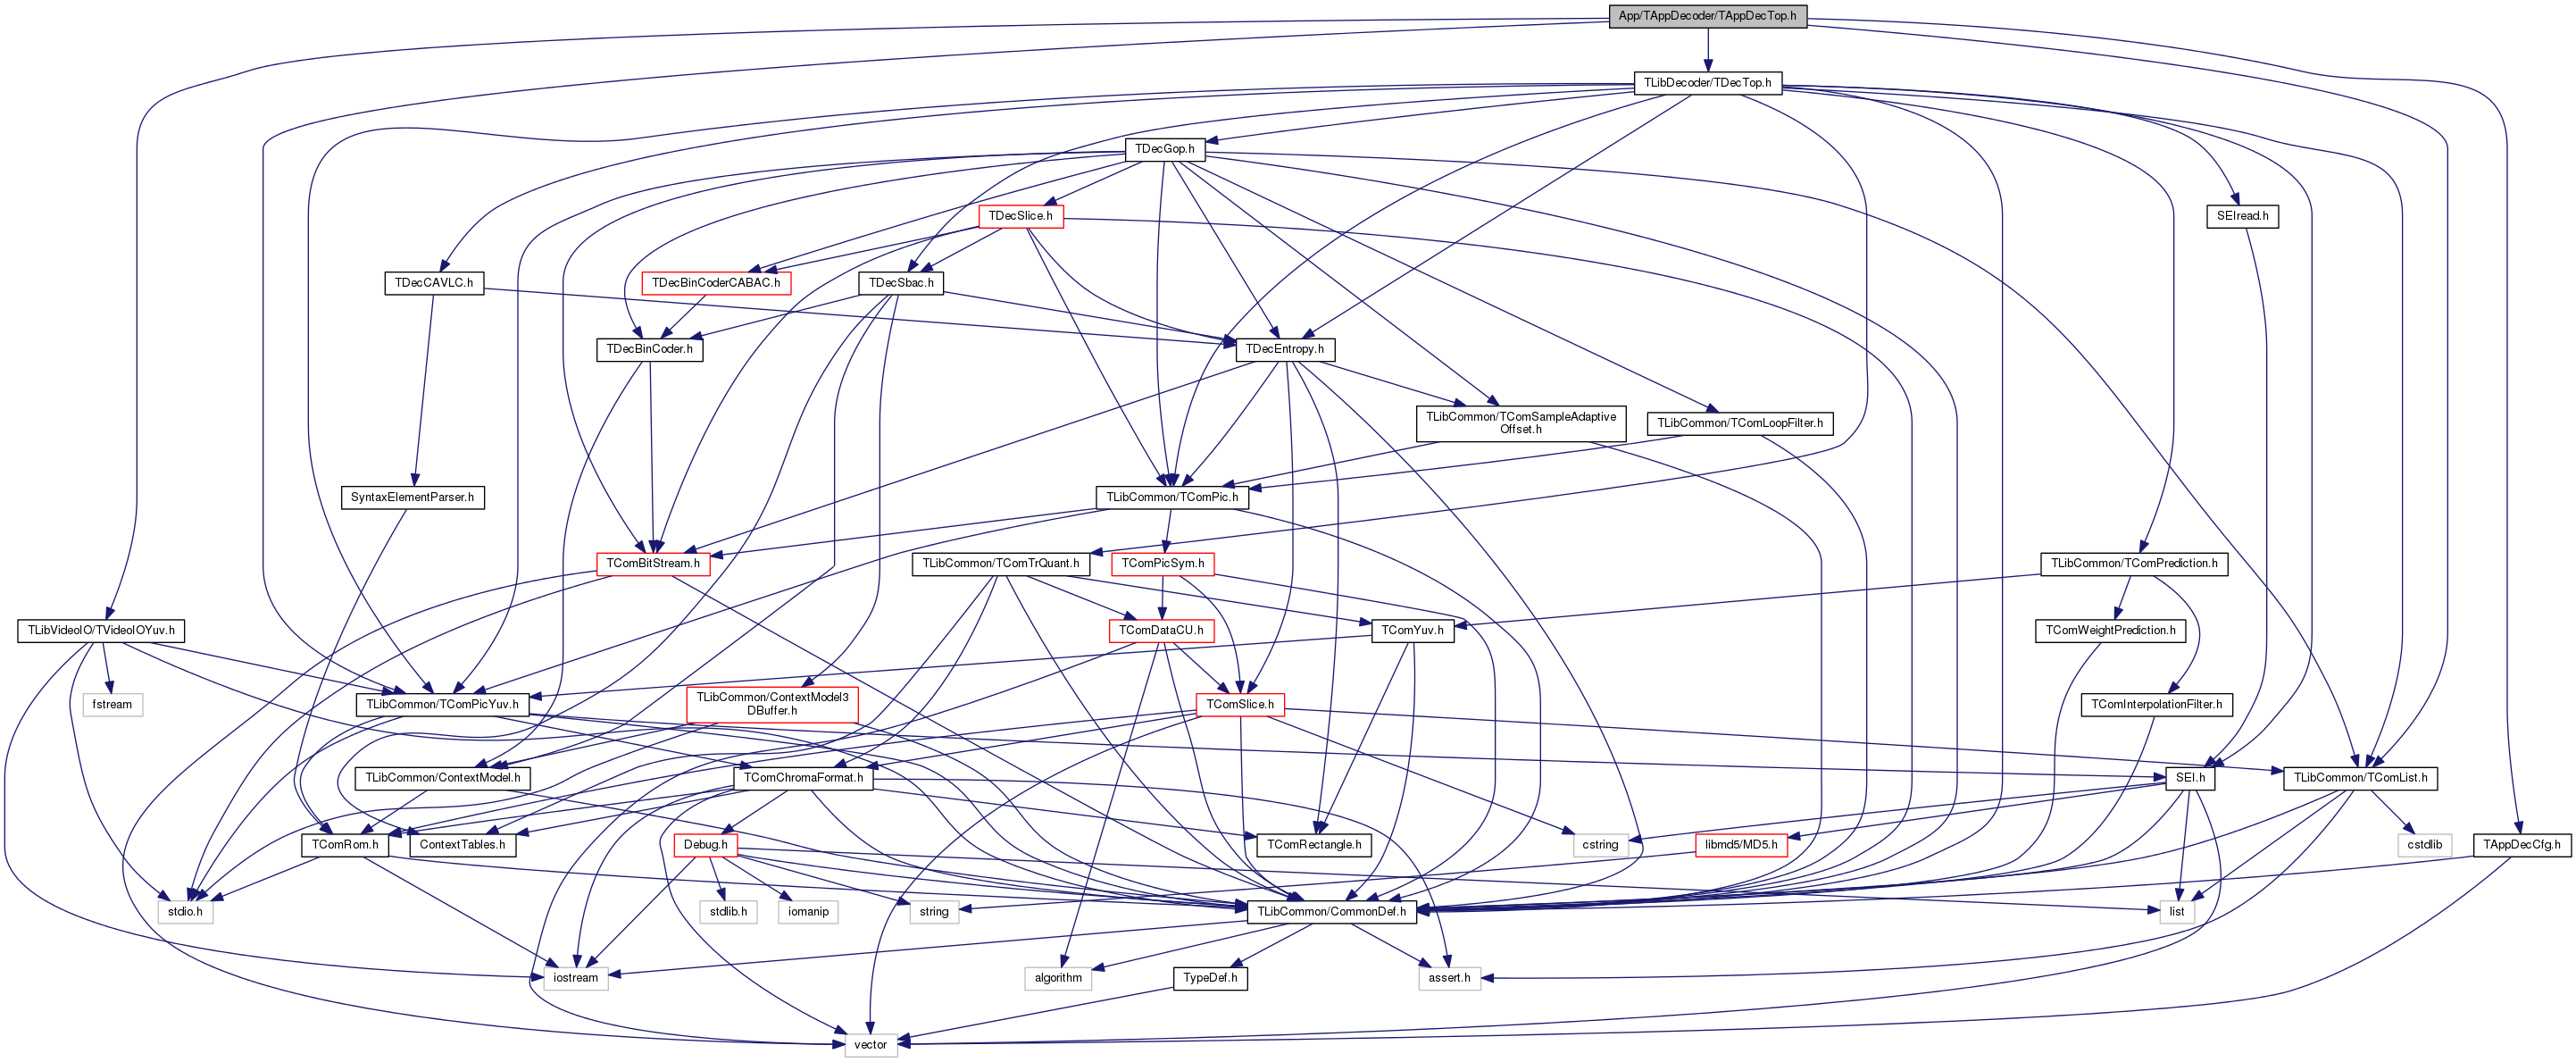 App/TAppDecoder/TAppDecTop.h
TLibDecoder/TDecTop.h
TDecGop.h
TDecSlice.h
SEIread.h
TDecCAVLC.h
TDecBinCoderCABAC.h
TDecSbac.h
TDecBinCoder.h
TDecEntropy.h
TLibCommon/TComSampleAdaptive
Offset.h
TLibCommon/TComLoopFilter.h
SyntaxElementParser.h
TLibCommon/TComPic.h
TComBitStream.h
TLibCommon/TComTrQuant.h
TComPicSym.h
TLibCommon/TComPrediction.h
TLibVideoIO/TVideoIOYuv.h
TComDataCU.h
TComYuv.h
TComWeightPrediction.h
fstream
TLibCommon/TComPicYuv.h
TLibCommon/ContextModel3
DBuffer.h
TComSlice.h
TComInterpolationFilter.h
TLibCommon/ContextModel.h
TComChromaFormat.h
SEI.h
TLibCommon/TComList.h
TComRom.h
ContextTables.h
Debug.h
TComRectangle.h
cstring
libmd5/MD5.h
cstdlib
TAppDecCfg.h
stdio.h
stdlib.h
iomanip
string
TLibCommon/CommonDef.h
list
iostream
algorithm
TypeDef.h
assert.h
vector